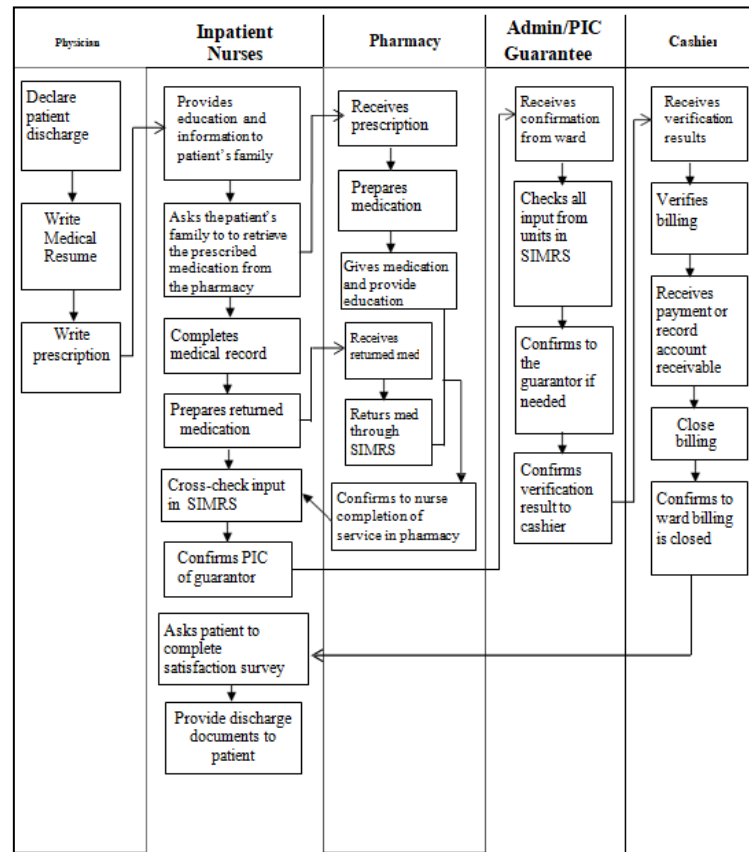 Physician
Inpatient
Nurses
Pharmacy
Admin/PIC
Guarantee
Cashier
Declare
patient
discharge
Write
Medical
Resume
Write
prescription
Provides
education and
information to
patient's family
Asks the patient's
family to to retrieve
the prescribed
medication from
the pharmacy
Completes
medical record
Prepares returned
medication
Cross-check input
in SIMRS
Confirms PIC
of guarantor
Asks patient to
complete
satisfaction survey
Provide discharge
documents to
patient
Receives
prescription
Prepares
medication
Gives medication
and provide
education
Receives
returned med
Returs med
through
SIMRS
Confirms to nurse
completion of
service in pharmacy
Receives
confirmation
from ward
Checks all
input from
units in
SIMRS
Confirms to
the guarantor if
needed
Confirms
verification
result to
cashier
Receives
verification
results
Verifies
billing
Receives
payment or
record
account
receivable
Close
billing
Confirms to
ward billing
is closed